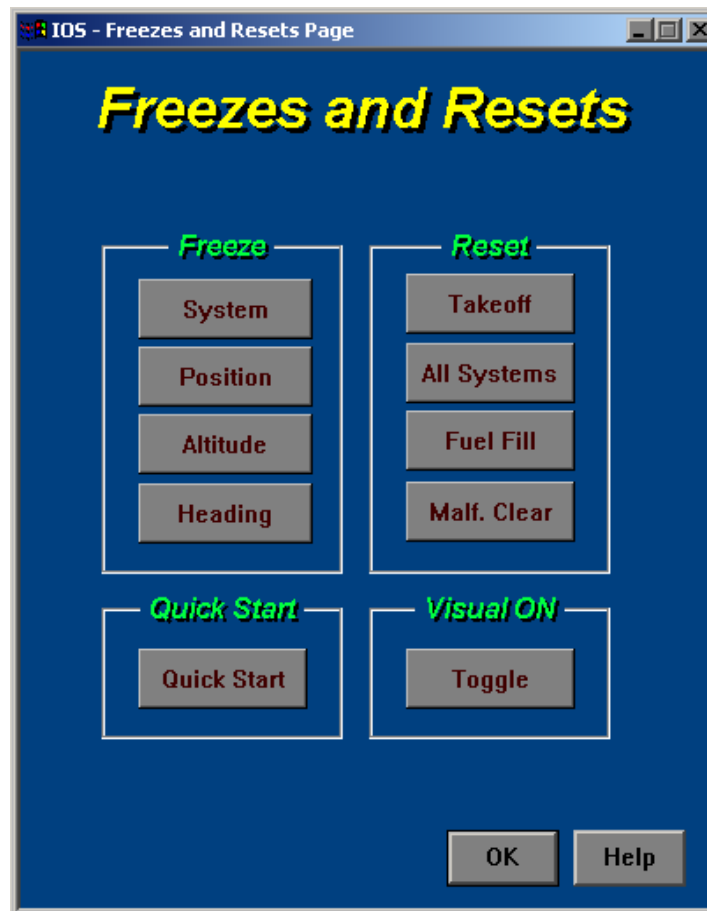 IOS - Freezes and Resets Page
Freezes and Resets
Freeze
System
Position
Altitude
Heading
Reset
Takeoff
All Systems
Fuel Fill
Malf. Clear
Quick Start
Quick Start
Visual ON
Toggle
OK
Help